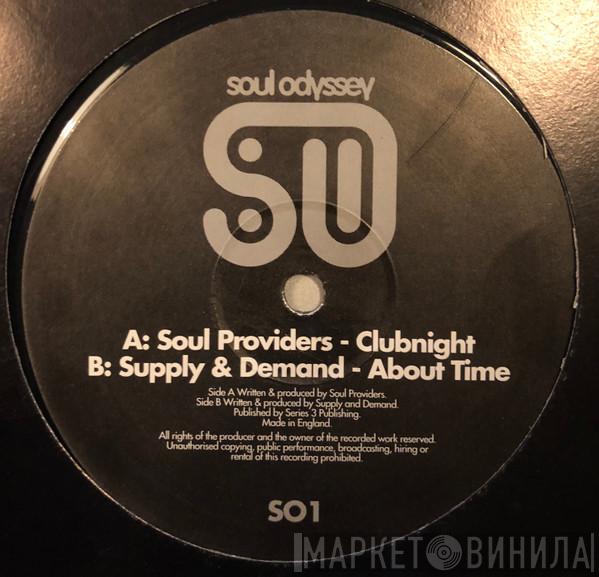 soul odyssey
SO
A: Soul Providers - Clubnight
B: Supply & Demand - About Time
Side A Written & produced by Soul Providers.
Side B Written & produced by Supply and Demand.
Published by Series 3 Publishing.
Made in England.
All rights of the producer and the owner of the recorded work reserved.
Unauthorised copying, public performance, broadcasting, hiring or
rental of this recording prohibited.
SO1
МАРКЕТ ВИНИЛА